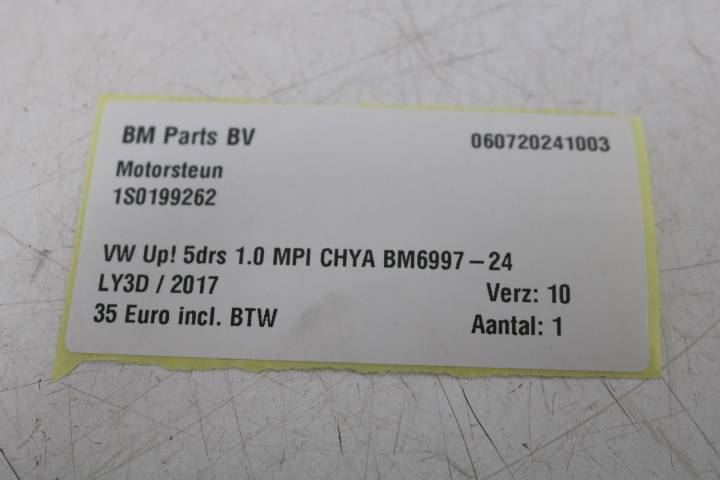 BM Parts BV 060720241003
Motorsteun
1S0199262
VW Up! 5drs 1.0 MPI CHYA BM6997-24
LY3D / 2017 Verz: 10
35 Euro incl. BTW Aantal: 1